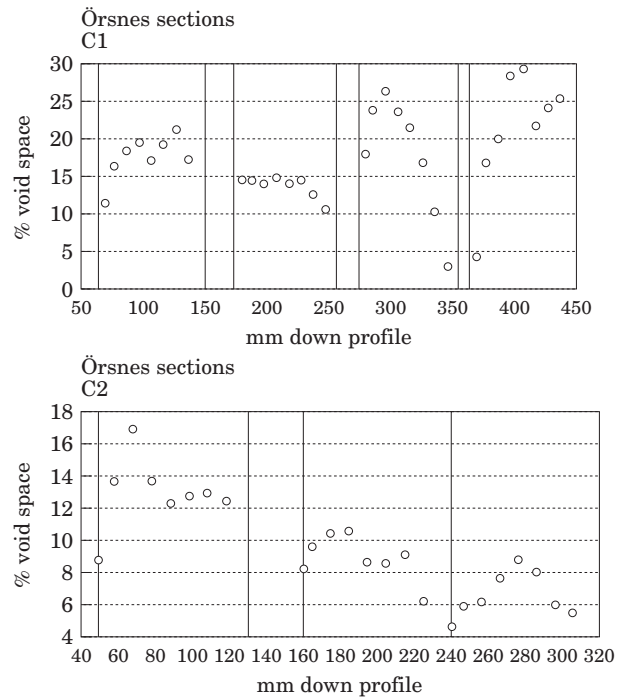 Örsnes sections
C1
30
25
20
15
10
5
0
% void space
50 100 150 200 250 300 350 400 450
mm down profile
Örsnes sections
C2
18
16
14
12
10
8
6
4
% void space
40 60 80 100 120 140 160 180 200 220 240 260 280 300 320
mm down profile